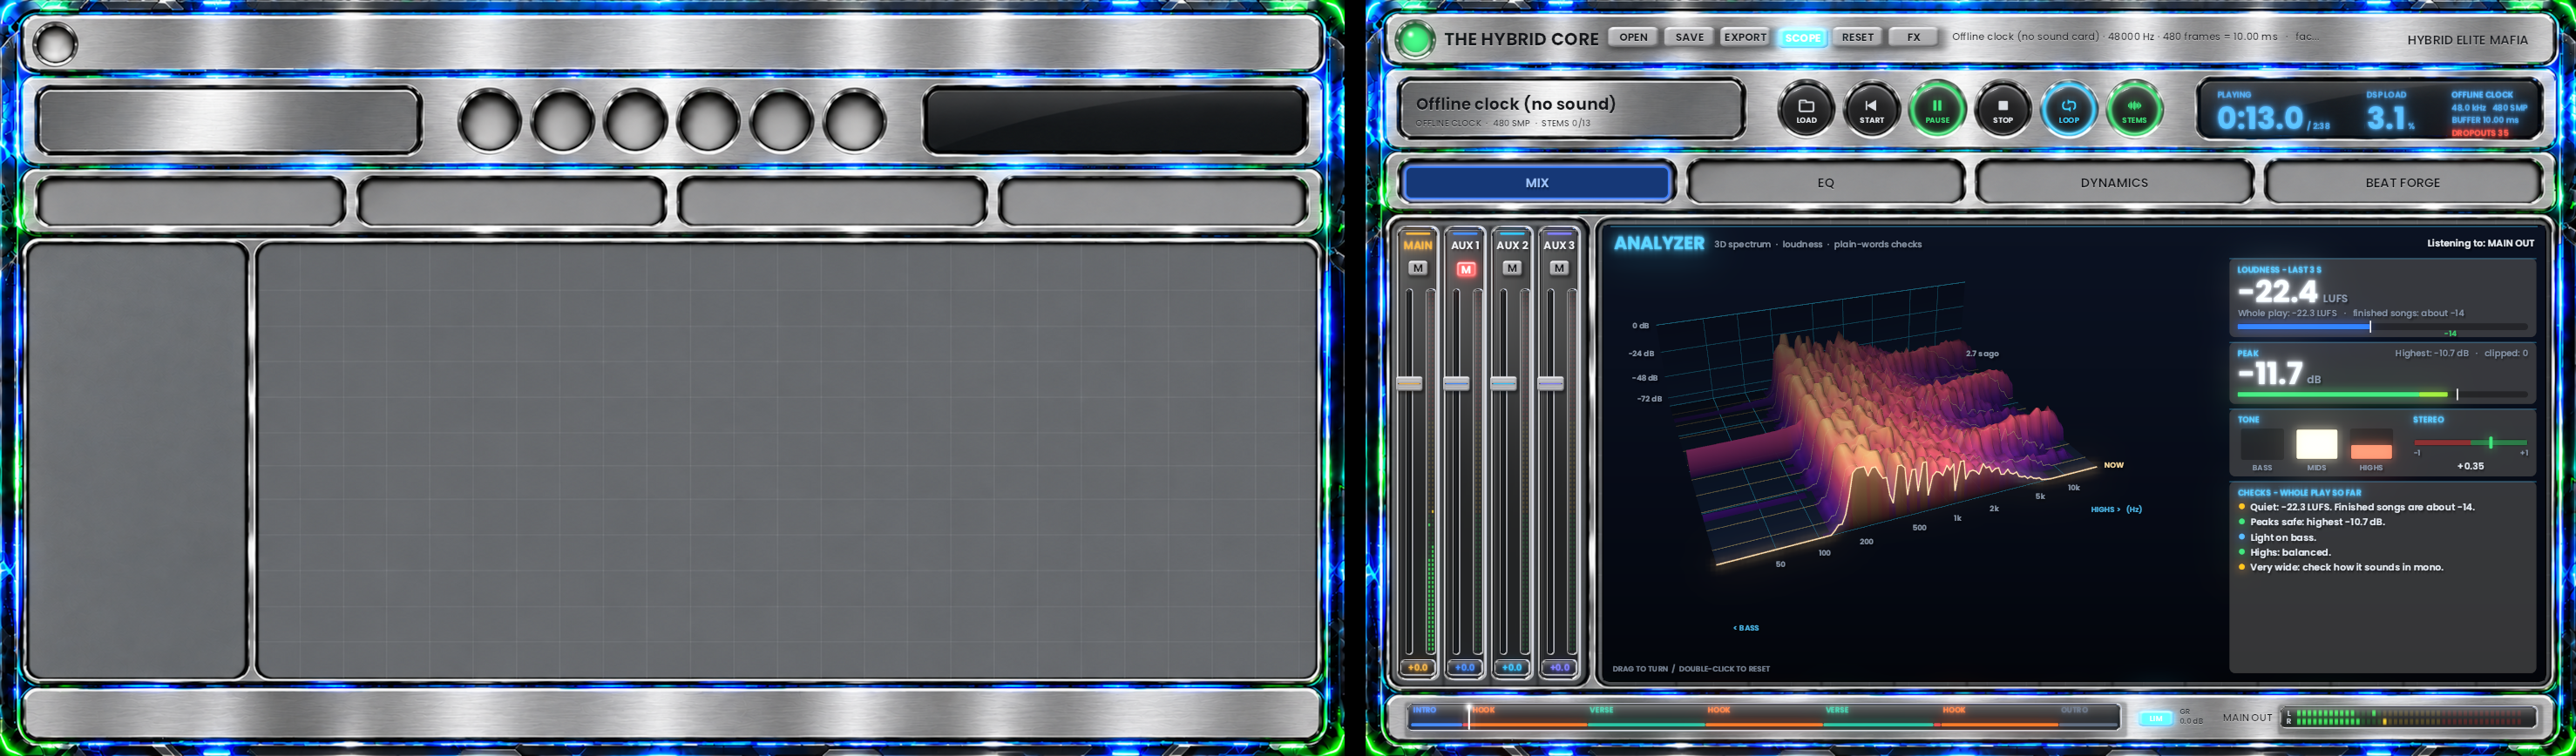 THE HYBRID CORE OPEN SAVE EXPORT SCOPE RESET FX Offline clock (no sound card) · 48000 Hz · 480 frames = 10.00 ms · fac... HYBRID ELITE MAFIA
Offline clock (no sound)
OFFLINE CLOCK · 480 SMP · STEMS 0/13
LOAD START PAUSE STOP LOOP STEMS
PLAYING
0:13.0 / 2:38
DSP LOAD
3.1 %
OFFLINE CLOCK
48.0 kHz 480 SMP
BUFFER 10.00 ms
DROPOUTS 35
MIX EQ DYNAMICS BEAT FORGE
MAIN AUX 1 AUX 2 AUX 3
M M M M
+0.0 +0.0 +0.0 +0.0
ANALYZER 3D spectrum · loudness · plain-words checks
Listening to: MAIN OUT
0 dB
-24 dB
-48 dB
-72 dB
2.7 s ago
NOW
50 100 200 500 1k 2k 5k 10k
HIGHS > (Hz)
< BASS
DRAG TO TURN / DOUBLE-CLICK TO RESET
LOUDNESS - LAST 3 S
-22.4 LUFS
Whole play: -22.3 LUFS · finished songs: about -14
-14
PEAK Highest: -10.7 dB · clipped: 0
-11.7 dB
TONE STEREO
BASS MIDS HIGHS
-1 +1
+0.35
CHECKS - WHOLE PLAY SO FAR
Quiet: -22.3 LUFS. Finished songs are about -14.
Peaks safe: highest -10.7 dB.
Light on bass.
Highs: balanced.
Very wide: check how it sounds in mono.
INTRO HOOK VERSE HOOK VERSE HOOK OUTRO
LIM
GR
0.0 dB
MAIN OUT
L
R